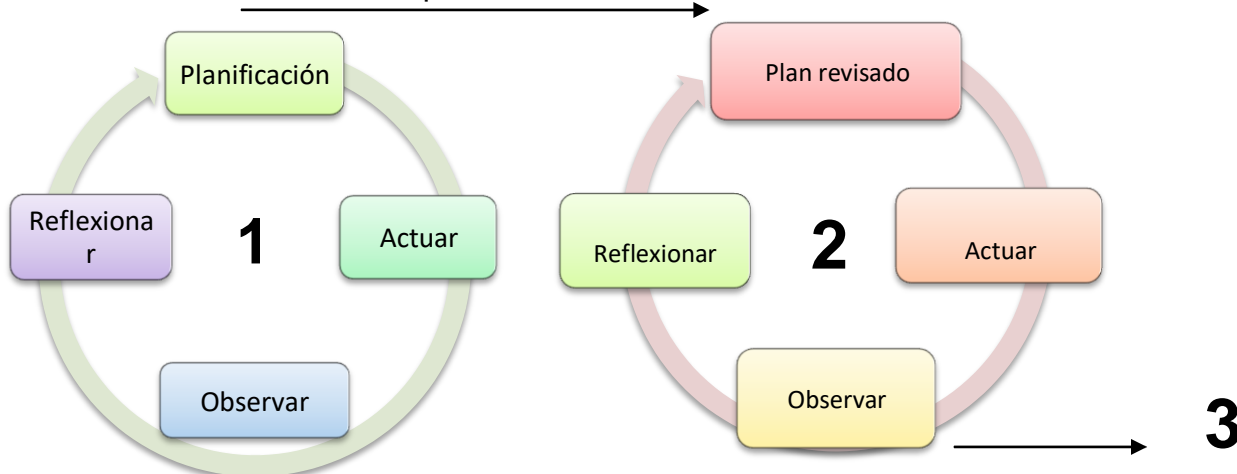 Planificación
Actuar
Observar
Reflexiona
r
1
Plan revisado
Actuar
Observar
Reflexionar
2
3